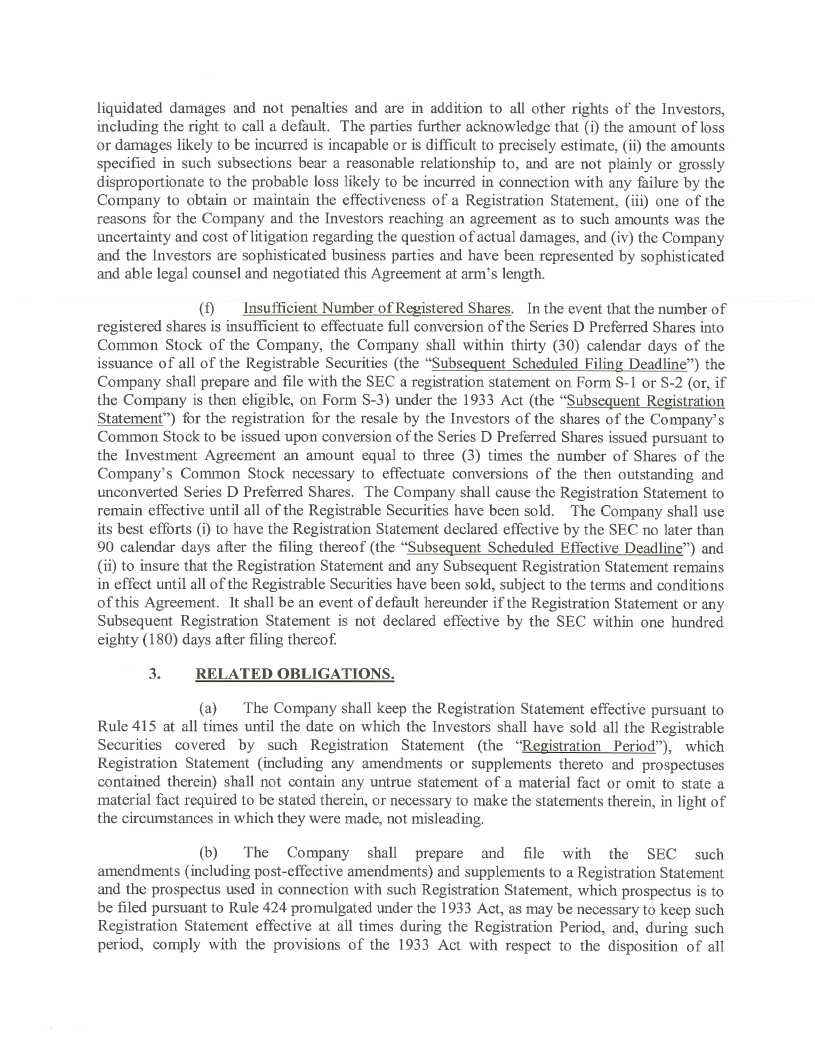 liquidated damages and not penalties and are in addition to all other rights of the Investors,
including the right to call a default.  The parties further acknowledge that (i) the amount of loss
or damages likely to be incurred is incapable or is difficult to precisely estimate, (ii) the amounts
specified in such subsections bear a reasonable relationship to, and are not plainly or grossly
disproportionate to the probable loss likely to be incurred in connection with any failure by the
Company to obtain or maintain the effectiveness of a Registration Statement, (iii) one of the
reasons for the Company and the Investors reaching an agreement as to such amounts was the
uncertainty and cost of litigation regarding the question of actual damages, and (iv) the Company
and the Investors are sophisticated business parties and have been represented by sophisticated
and able legal counsel and negotiated this Agreement at arm's length.
(f) Insufficient Number of Registered Shares.  In the event that the number of
registered shares is insufficient to effectuate full conversion of the Series D Preferred Shares into
Common Stock of the Company, the Company shall within thirty (30) calendar days of the
issuance of all of the Registrable Securities (the "Subsequent Scheduled Filing Deadline") the
Company shall prepare and file with the SEC a registration statement on Form S-1 or S-2 (or, if
the Company is then eligible, on Form S-3) under the 1933 Act (the "Subsequent Registration
Statement") for the registration for the resale by the Investors of the shares of the Company's
Common Stock to be issued upon conversion of the Series D Preferred Shares issued pursuant to
the Investment Agreement an amount equal to three (3) times the number of Shares of the
Company's Common Stock necessary to effectuate conversions of the then outstanding and
unconverted Series D Preferred Shares.  The Company shall cause the Registration Statement to
remain effective until all of the Registrable Securities have been sold.   The Company shall use
its best efforts (i) to have the Registration Statement declared effective by the SEC no later than
90 calendar days after the filing thereof (the "Subsequent Scheduled Effective Deadline") and
(ii) to insure that the Registration Statement and any Subsequent Registration Statement remains
in effect until all of the Registrable Securities have been sold, subject to the terms and conditions
of this Agreement.  It shall be an event of default hereunder if the Registration Statement or any
Subsequent Registration Statement is not declared effective by the SEC within one hundred
eighty (180) days after filing thereof.
3. RELATED OBLIGATIONS.
(a) The Company shall keep the Registration Statement effective pursuant to
Rule 415 at all times until the date on which the Investors shall have sold all the Registrable
Securities covered by such Registration Statement (the "Registration Period"), which
Registration Statement (including any amendments or supplements thereto and prospectuses
contained therein) shall not contain any untrue statement of a material fact or omit to state a
material fact required to be stated therein, or necessary to make the statements therein, in light of
the circumstances in which they were made, not misleading.
(b) The Company shall prepare and file with the SEC such
amendments (including post-effective amendments) and supplements to a Registration Statement
and the prospectus used in connection with such Registration Statement, which prospectus is to
be filed pursuant to Rule 424 promulgated under the 1933 Act, as may be necessary to keep such
Registration Statement effective at all times during the Registration Period, and, during such
period, comply with the provisions of the 1933 Act with respect to the disposition of all